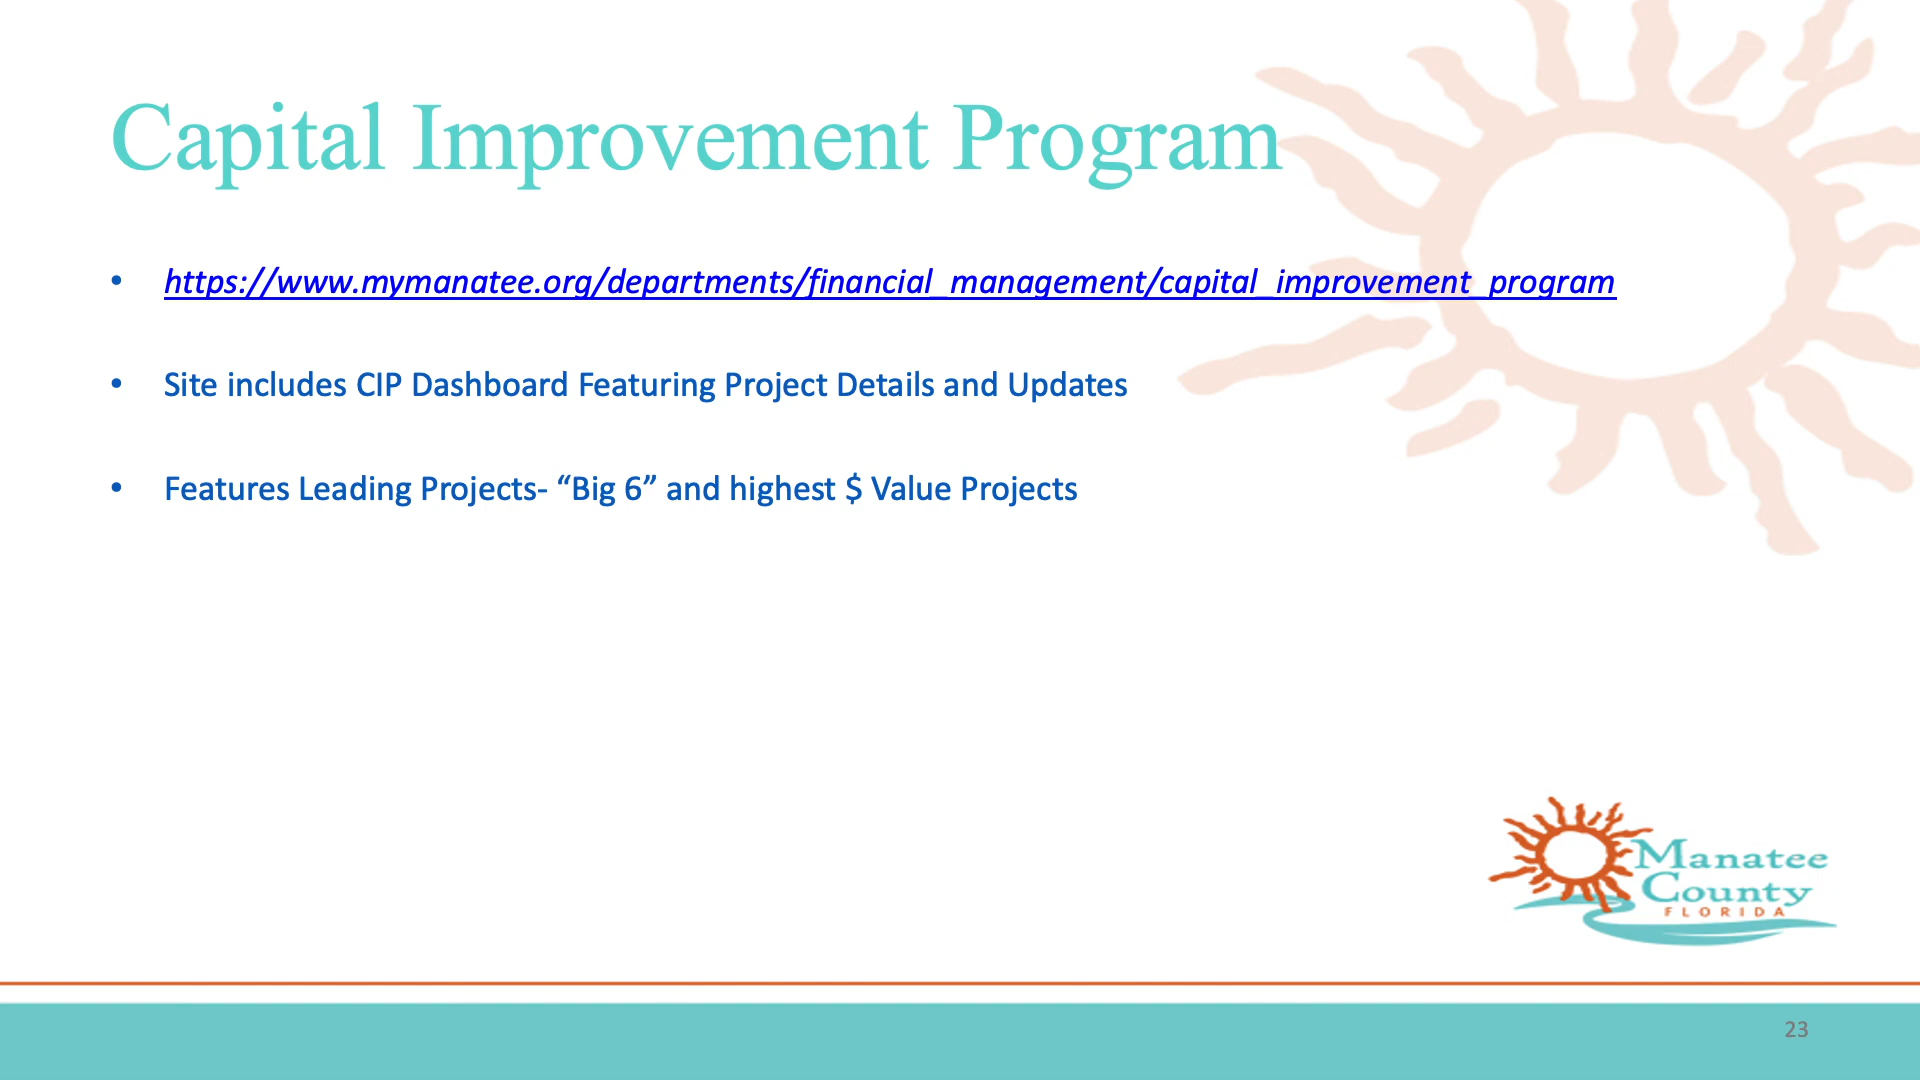 Capital Improvement Program
• https://www.mymanatee.org/departments/financial_management/capital_improvement_program
• Site includes CIP Dashboard Featuring Project Details and Updates
• Features Leading Projects- “Big 6” and highest $ Value Projects
Manatee
County
FLORIDA
23